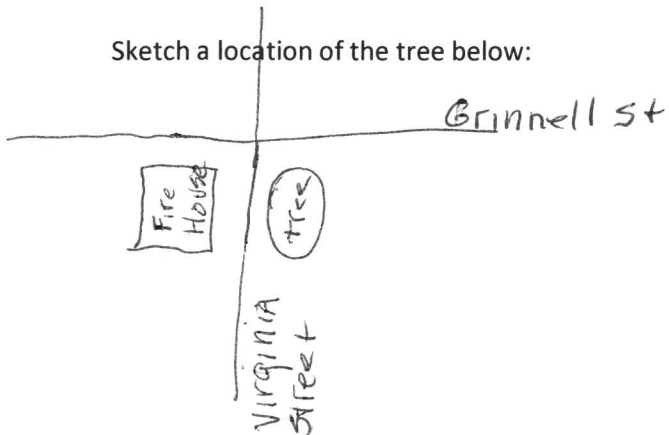 Sketch a location of the tree below:
Grinnell st
Fire
House
tree
Virginia
Street